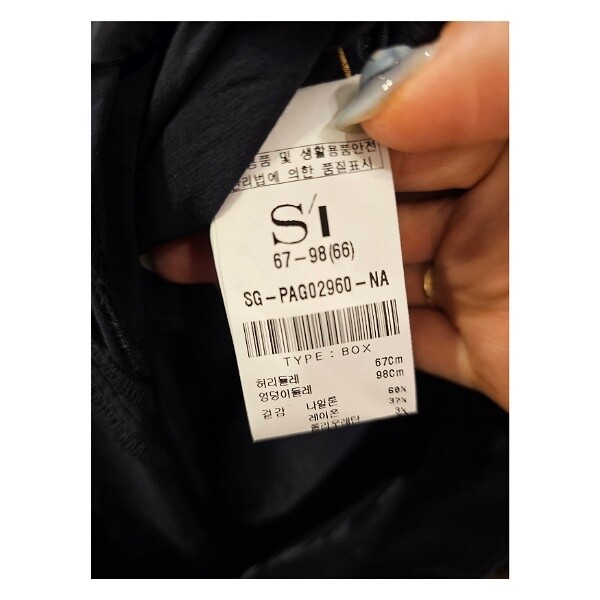 용품 및 생활용품안전
관리법에 의한 품질표시
S/I
67-98(66)
SG-PAG02960-NA
TYPE : BOX
허리둘레 67Cm
엉덩이둘레 98Cm
겉감 나일론 60%
레이온 37%
폴리우레탄 3%